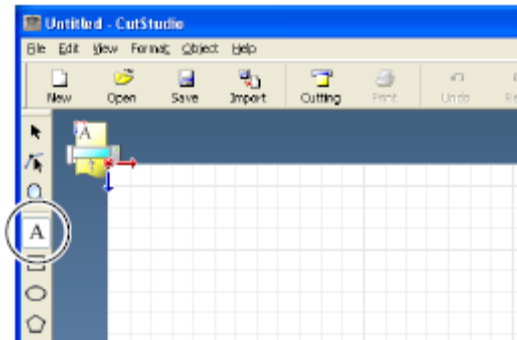 Untitled - CutStudio
File Edit View Format Object Help
New Open Save Import Cutting Print Undo
A
A